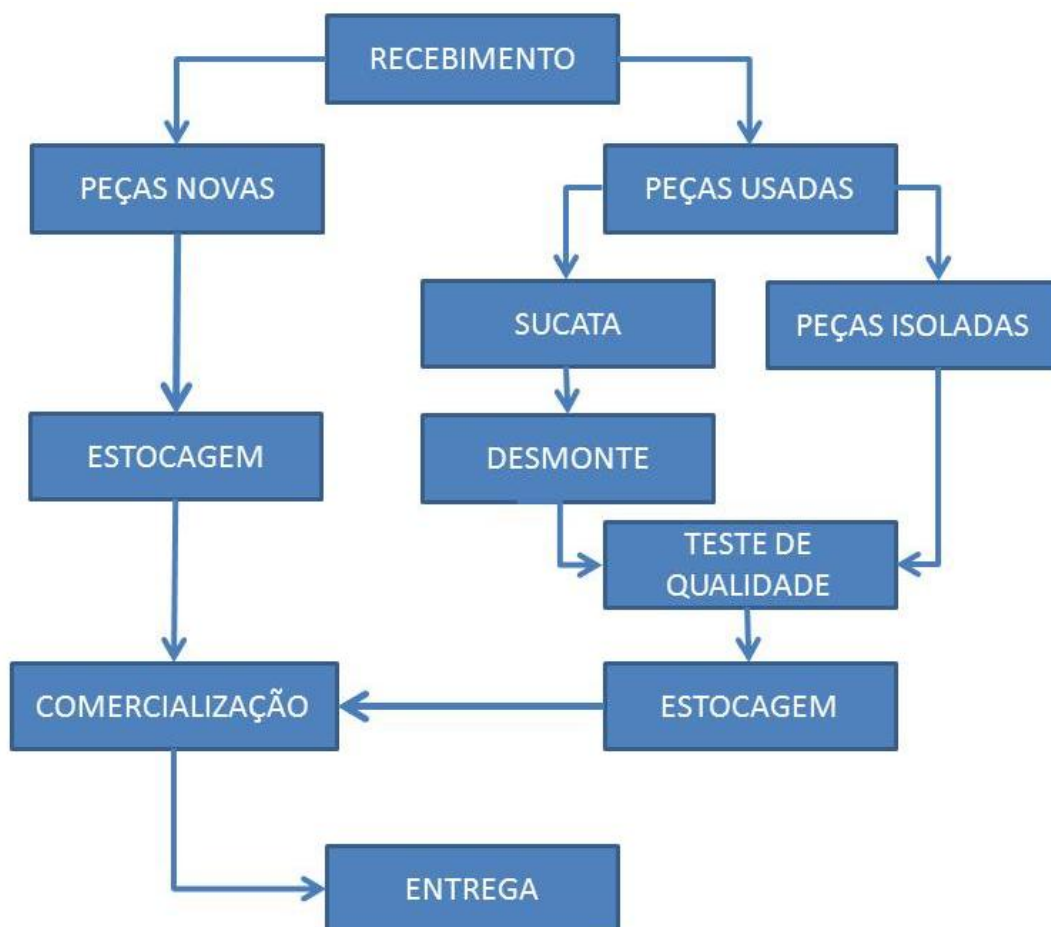 RECEBIMENTO
PEÇAS NOVAS
PEÇAS USADAS
SUCATA
PEÇAS ISOLADAS
ESTOCAGEM
DESMONTE
TESTE DE
QUALIDADE
COMERCIALIZAÇÃO
ESTOCAGEM
ENTREGA